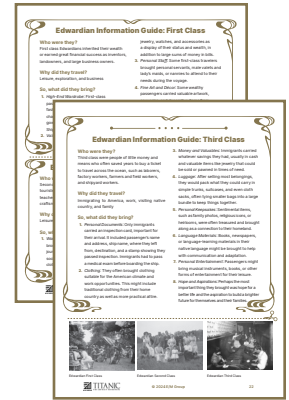 Edwardian Information Guide: First Class
Who were they?
First class Edwardians inherited their wealth
or earned great financial success as investors,
landowners, and large business owners.
Why did they travel?
Leisure, exploration, and business
So, what did they bring?
1. High-End Wardrobe: First-class
jewelry, watches, and accessories as
a display of their status and wealth, in
addition to large sums of money in bills.
3. Personal Staff: Some first-class travelers
brought personal servants, male valets and
lady's maids, or nannies to attend to their
needs during the voyage.
4. Fine Art and Décor: Some wealthy
passengers carried valuable artwork,
Edwardian Information Guide: Third Class
Who were they?
Third class were people of little money and
means who often saved years to buy a ticket
to travel across the ocean, such as laborers,
factory workers, farmers and field workers,
and shipyard workers.
Why did they travel?
Immigrating to America, work, visiting native
country, and family
So, what did they bring?
1. Personal Documents: Only immigrants
carried an inspection card, important for
their arrival. It included passenger's name
and address, ship name, where they left
from, destination, and a stamp showing they
passed inspection. Immigrants had to pass
a medical exam before boarding the ship.
2. Clothing: They often brought clothing
suitable for the American climate and
work opportunities. This might include
traditional clothing from their home
country as well as more practical attire
3. Money and Valuables: Immigrants carried
whatever savings they had, usually in cash
and valuable items like jewelry that could
be sold or pawned in times of need.
4. Luggage: After selling most belongings,
they would pack what they could carry in
simple trunks, suitcases, and even cloth
sacks, often tying smaller bags into a large
bundle to keep things together.
5. Personal Keepsakes: Sentimental items,
such as family photos, religious icons, or
heirlooms, were often treasured and brought
along as a connection to their homeland.
6. Language Materials: Books, newspapers,
or language-learning materials in their
native language might be brought to help
with communication and adaptation.
7. Personal Entertainment: Passengers might
bring musical instruments, books, or other
forms of entertainment for their leisure.
8. Hope and Aspirations: Perhaps the most
important thing they brought was hope for a
better life and the aspiration to build a brighter
future for themselves and their families.
Edwardian First Class
Edwardian Second Class
Edwardian Third Class
TITANIC
© 2024 E/M Group
23